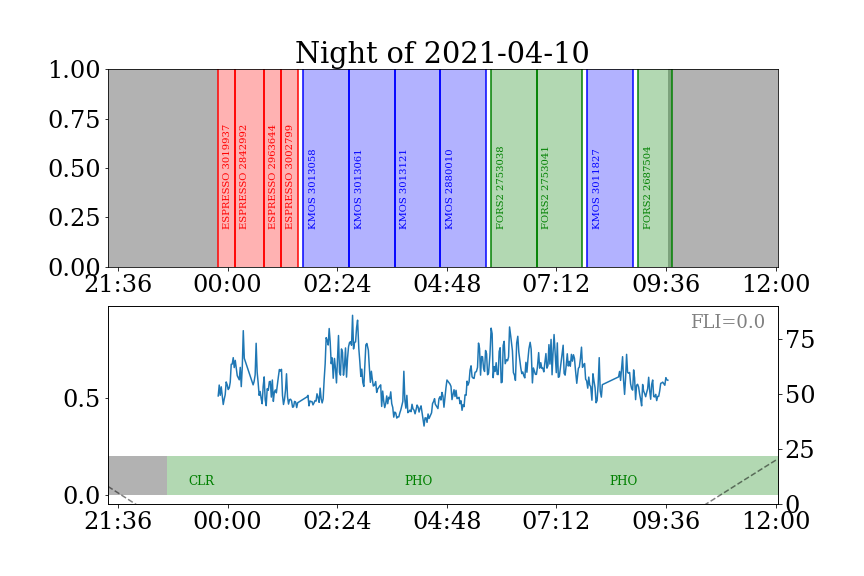 Night of 2021-04-10
1.00
0.75
0.50
0.25
0.00
ESPRESSO 3019937
ESPRESSO 2842992
ESPRESSO 2963644
ESPRESSO 3002799
KMOS 3013058
KMOS 3013061
KMOS 3013121
KMOS 2880010
FORS2 2753038
FORS2 2753041
KMOS 3011827
FORS2 2687504
21:36 00:00 02:24 04:48 07:12 09:36 12:00
FLI=0.0
0.5
0.0
75
50
25
0
CLR PHO PHO
21:36 00:00 02:24 04:48 07:12 09:36 12:00